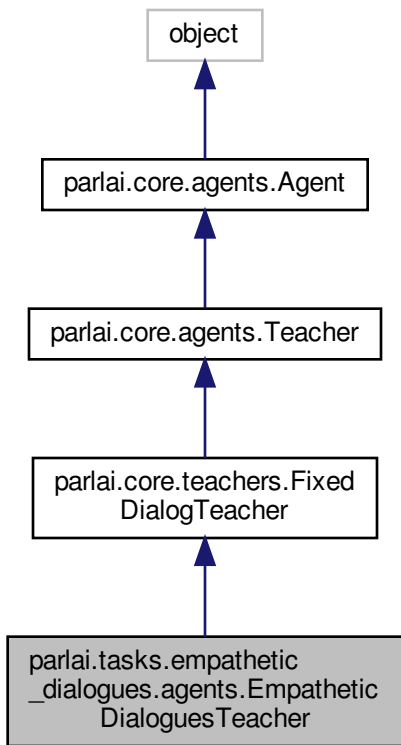 object
parlai.core.agents.Agent
parlai.core.agents.Teacher
parlai.core.teachers.Fixed
DialogTeacher
parlai.tasks.empathetic
_dialogues.agents.Empathetic
DialoguesTeacher